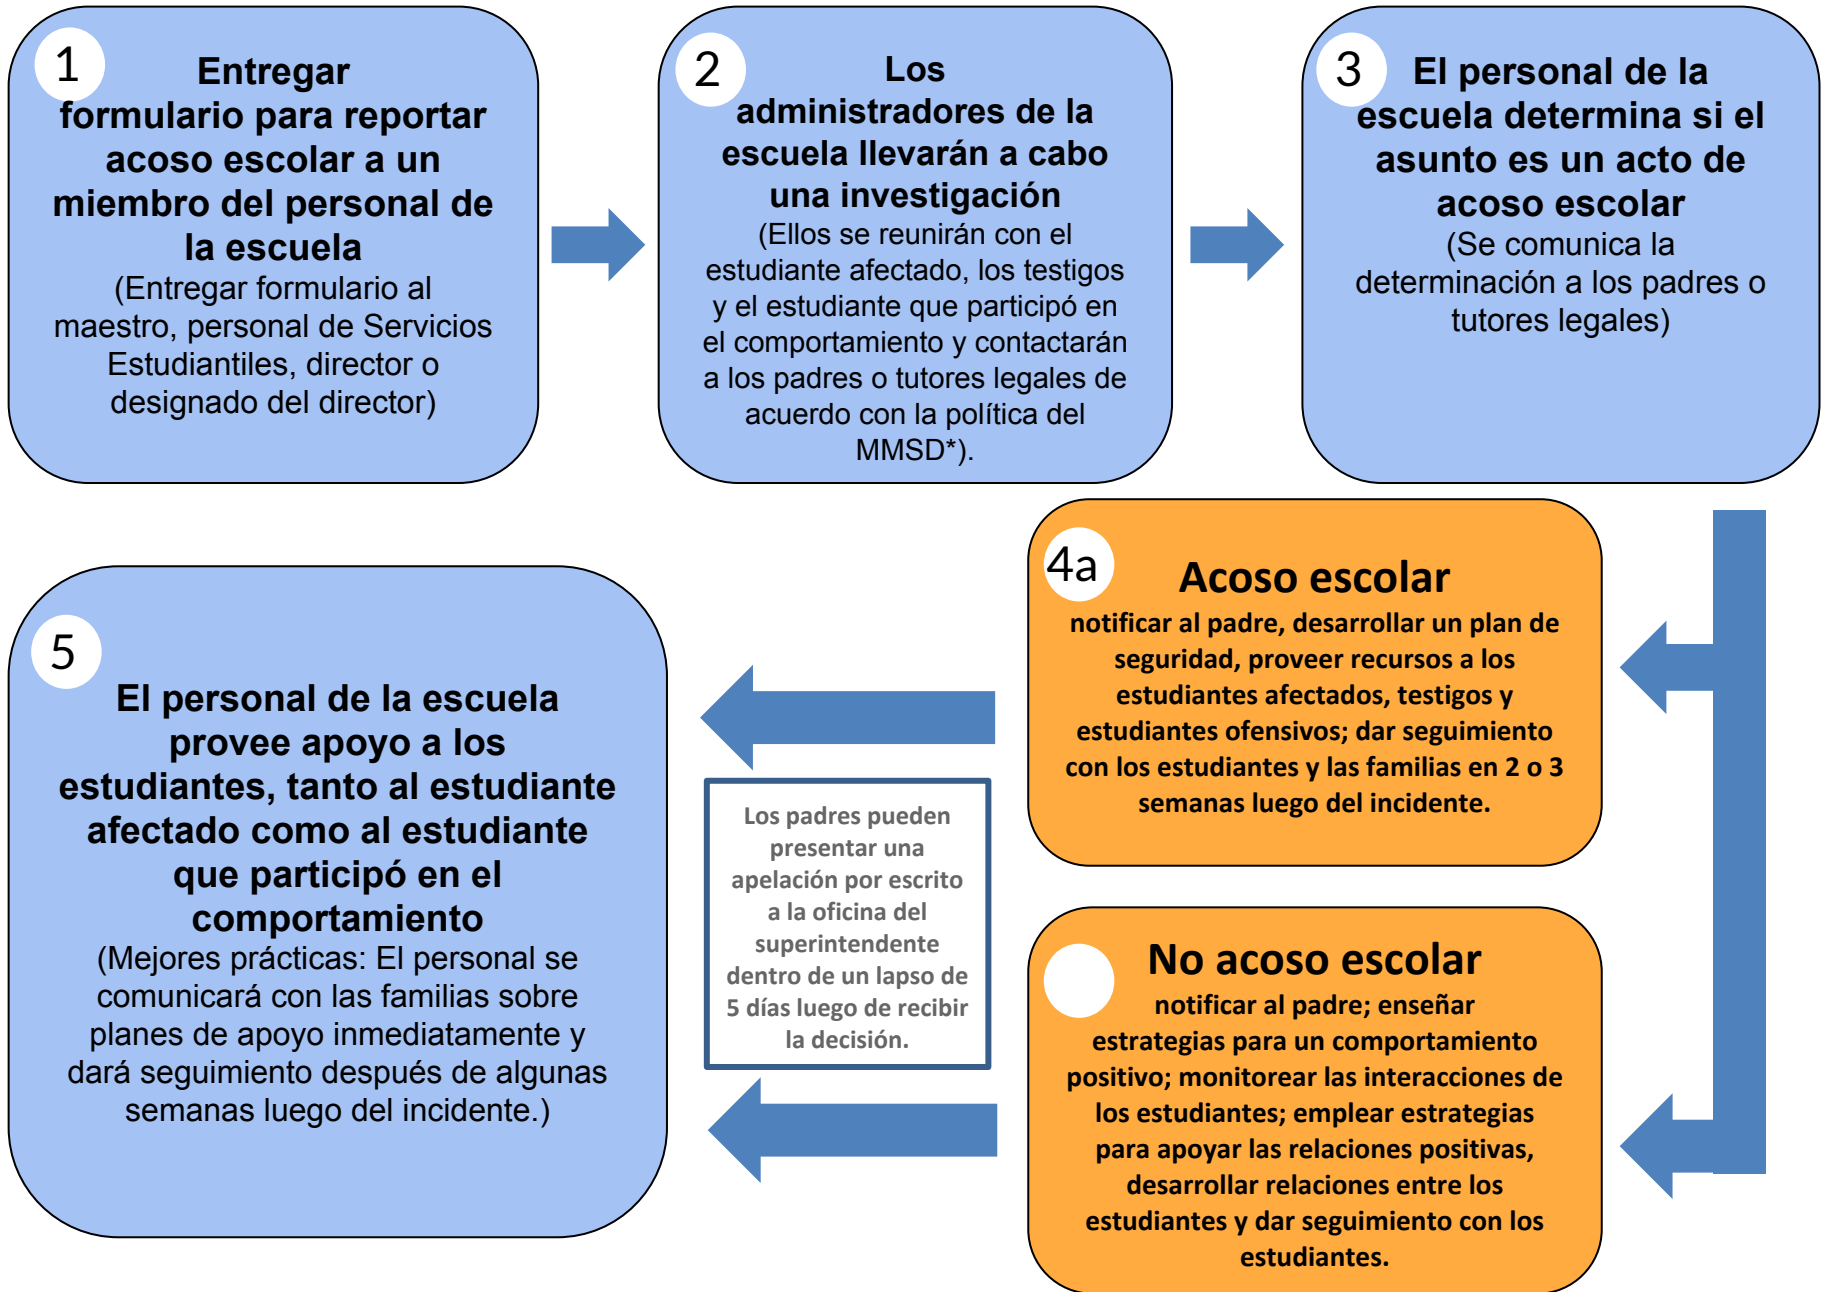 1
Entregar
formulario para reportar
acoso escolar a un
miembro del personal de
la escuela
(Entregar formulario al
maestro, personal de Servicios
Estudiantiles, director o
designado del director)
2
Los
administradores de la
escuela llevarán a cabo
una investigación
(Ellos se reunirán con el
estudiante afectado, los testigos
y el estudiante que participó en
el comportamiento y contactarán
a los padres o tutores legales de
acuerdo con la política del
MMSD*).
3
El personal de la
escuela determina si el
asunto es un acto de
acoso escolar
(Se comunica la
determinación a los padres o
tutores legales)
4a
Acoso escolar
notificar al padre, desarrollar un plan de
seguridad, proveer recursos a los
estudiantes afectados, testigos y
estudiantes ofensivos; dar seguimiento
con los estudiantes y las familias en 2 o 3
semanas luego del incidente.
No acoso escolar
notificar al padre; enseñar
estrategias para un comportamiento
positivo; monitorear las interacciones de
los estudiantes; emplear estrategias
para apoyar las relaciones positivas,
desarrollar relaciones entre los
estudiantes y dar seguimiento con los
estudiantes.
Los padres pueden
presentar una
apelación por escrito
a la oficina del
superintendente
dentro de un lapso de
5 días luego de recibir
la decisión.
5
El personal de la escuela
provee apoyo a los
estudiantes, tanto al estudiante
afectado como al estudiante
que participó en el
comportamiento
(Mejores prácticas: El personal se
comunicará con las familias sobre
planes de apoyo inmediatamente y
dará seguimiento después de algunas
semanas luego del incidente.)